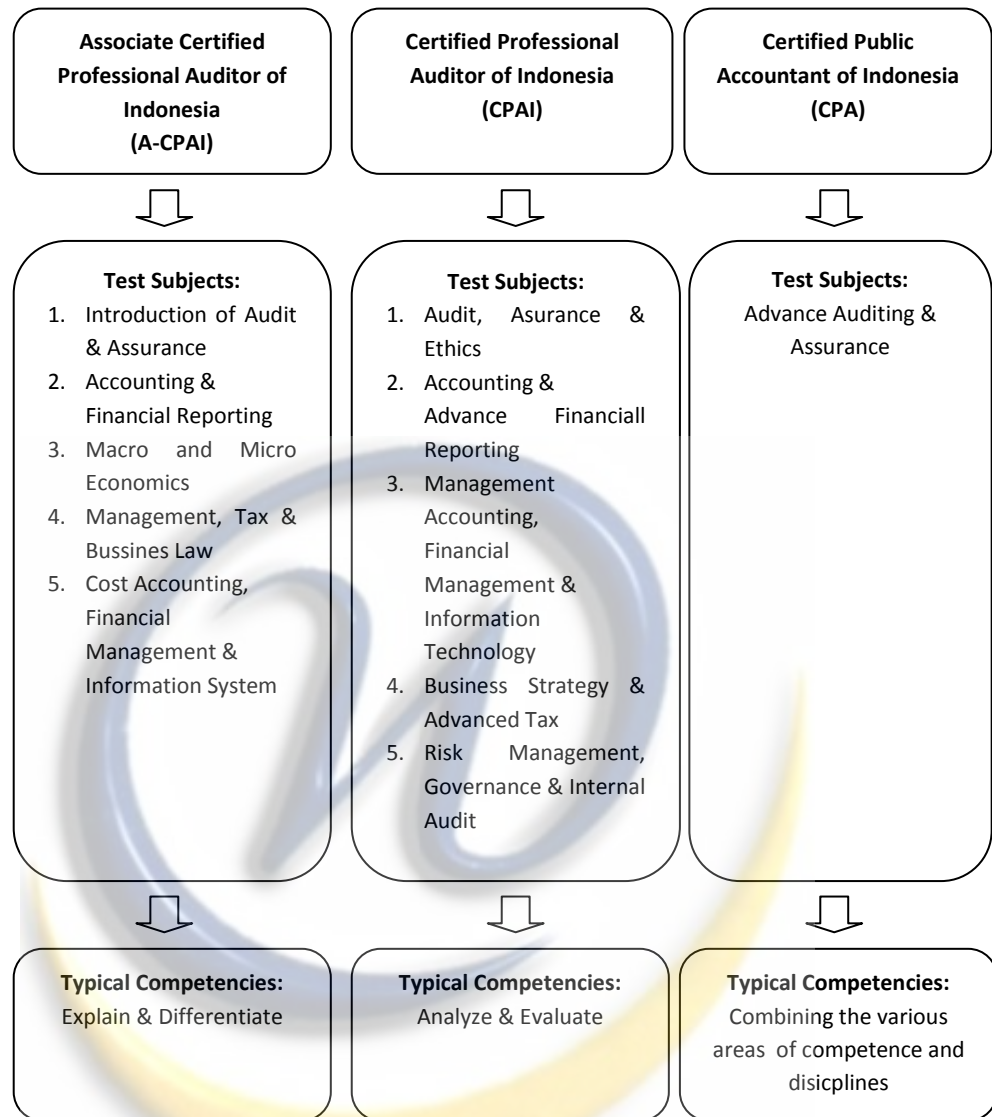 Associate Certified
Professional Auditor of
Indonesia
(A-CPAI)
Certified Professional
Auditor of Indonesia
(CPAI)
Certified Public
Accountant of Indonesia
(CPA)
Test Subjects:
1. Introduction of Audit
& Assurance
2. Accounting &
Financial Reporting
3. Macro and Micro
Economics
4. Management, Tax &
Bussines Law
5. Cost Accounting,
Financial
Management &
Information System
Test Subjects:
1. Audit, Asurance &
Ethics
2. Accounting &
Advance Financiall
Reporting
3. Management
Accounting,
Financial
Management &
Information
Technology
4. Business Strategy &
Advanced Tax
5. Risk Management,
Governance & Internal
Audit
Test Subjects:
Advance Auditing &
Assurance
Typical Competencies:
Explain & Differentiate
Typical Competencies:
Analyze & Evaluate
Typical Competencies:
Combining the various
areas of competence and
disicplines